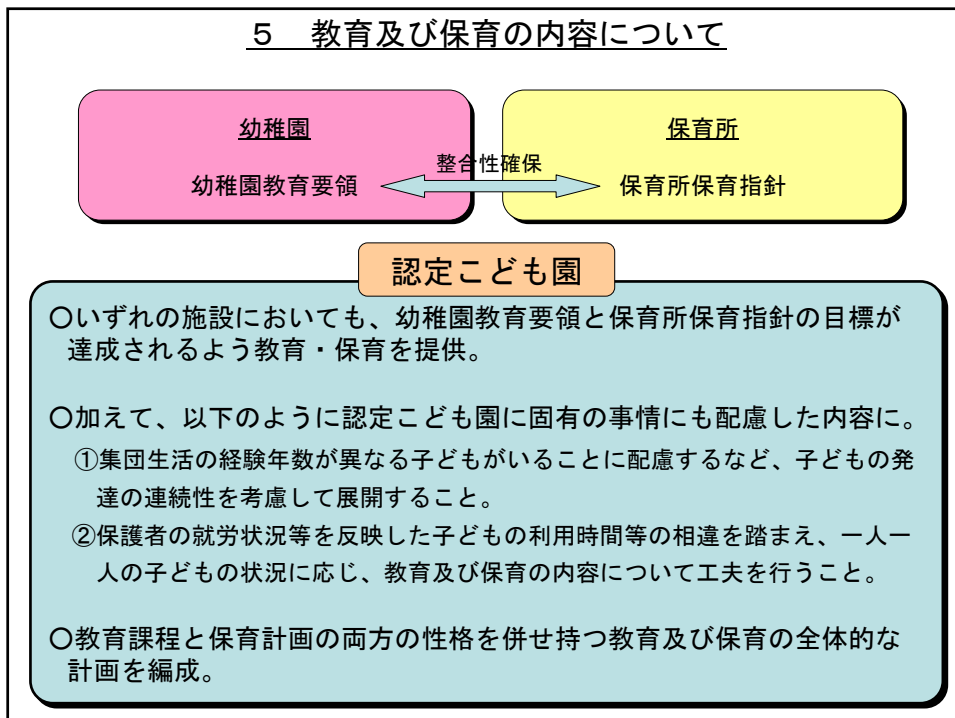 ５　教育及び保育の内容について
幼稚園
保育所
整合性確保
幼稚園教育要領
保育所保育指針
認定こども園
○いずれの施設においても、幼稚園教育要領と保育所保育指針の目標が
達成されるよう教育・保育を提供。
○加えて、以下のように認定こども園に固有の事情にも配慮した内容に。
①集団生活の経験年数が異なる子どもがいることに配慮するなど、子どもの発
達の連続性を考慮して展開すること。
②保護者の就労状況等を反映した子どもの利用時間等の相違を踏まえ、一人一
人の子どもの状況に応じ、教育及び保育の内容について工夫を行うこと。
○教育課程と保育計画の両方の性格を併せ持つ教育及び保育の全体的な
計画を編成。